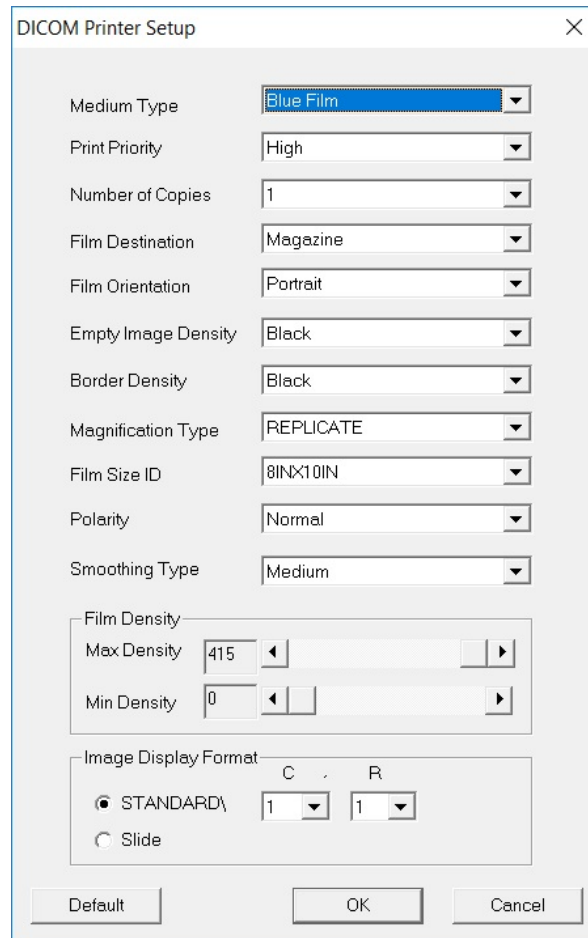 DICOM Printer Setup
Medium Type Blue Film
Print Priority High
Number of Copies 1
Film Destination Magazine
Film Orientation Portrait
Empty Image Density Black
Border Density Black
Magnification Type REPLICATE
Film Size ID 8INX10IN
Polarity Normal
Smoothing Type Medium
Film Density
Max Density 415
Min Density 0
Image Display Format
C , R
STANDARD\ 1 1
Slide
Default OK Cancel